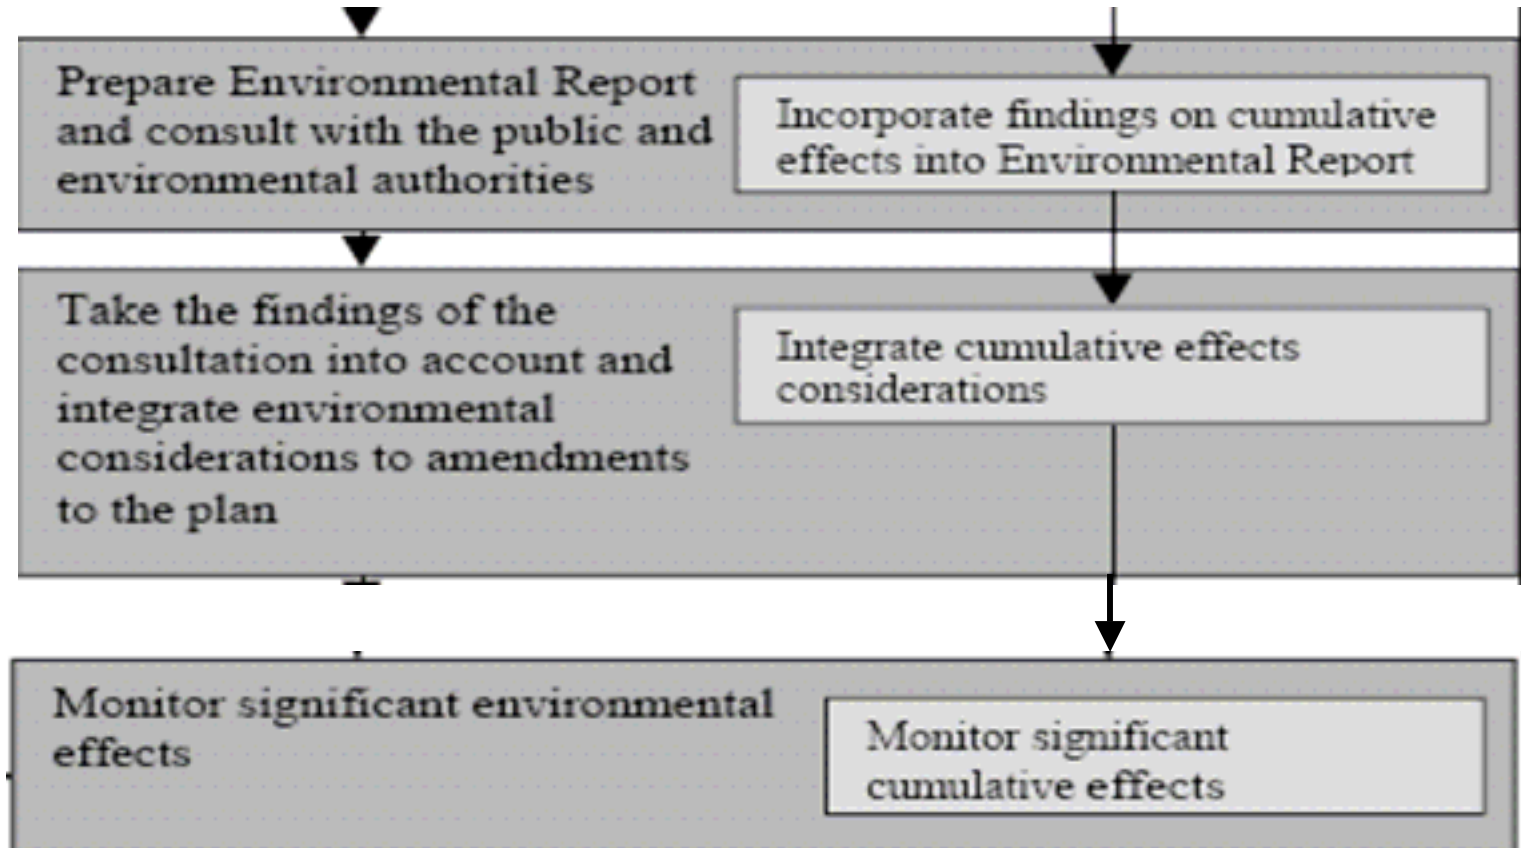 Prepare Environmental Report
and consult with the public and
environmental authorities
Incorporate findings on cumulative
effects into Environmental Report
Take the findings of the
consultation into account and
integrate environmental
considerations to amendments
to the plan
Integrate cumulative effects
considerations
Monitor significant environmental
effects
Monitor significant
cumulative effects